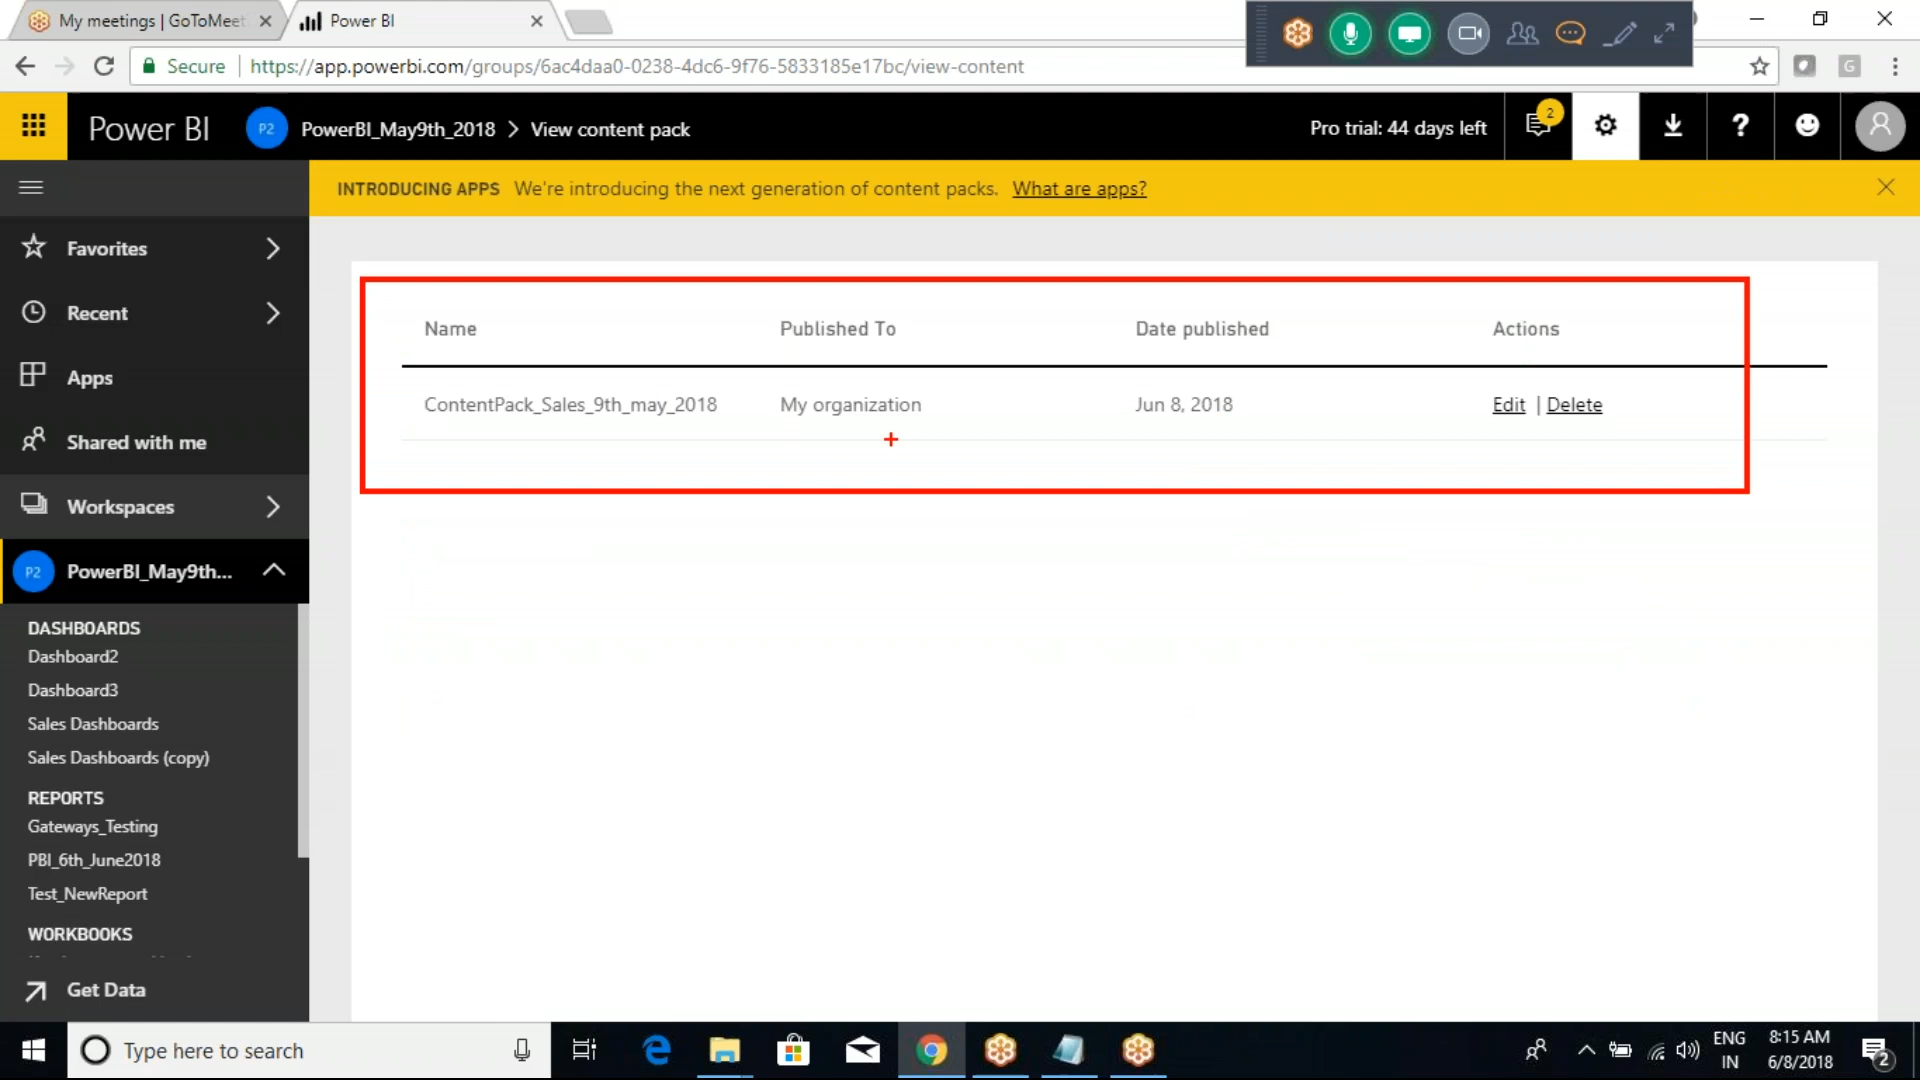 My meetings | GoToMeet
Power BI
Secure | https://app.powerbi.com/groups/6ac4daa0-0238-4dc6-9f76-5833185e17bc/view-content
G
Power BI
P2
PowerBI_May9th_2018 > View content pack
Pro trial: 44 days left
2
?
INTRODUCING APPS We're introducing the next generation of content packs. What are apps?
Favorites
Recent
Apps
Shared with me
Workspaces
P2 PowerBI_May9th...
DASHBOARDS
Dashboard2
Dashboard3
Sales Dashboards
Sales Dashboards (copy)
REPORTS
Gateways_Testing
PBI_6th_June2018
Test_NewReport
WORKBOOKS
Get Data
Name Published To Date published Actions
ContentPack_Sales_9th_may_2018 My organization Jun 8, 2018 Edit | Delete
Type here to search
ENG
IN
8:15 AM
6/8/2018
2